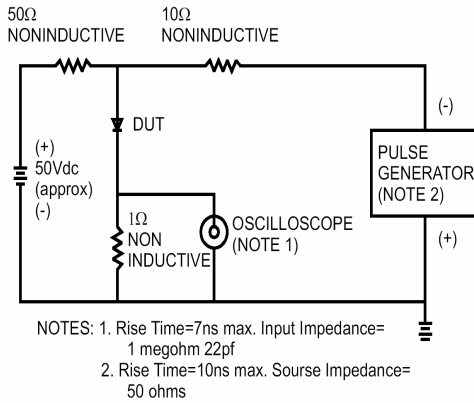 50Ω
NONINDUCTIVE
10Ω
NONINDUCTIVE
DUT
(+)
50Vdc
(approx)
(-)
1Ω
NON
INDUCTIVE
OSCILLOSCOPE
(NOTE 1)
(-)
PULSE
GENERATOR
(NOTE 2)
(+)
NOTES: 1. Rise Time=7ns max. Input Impedance=
1 megohm 22pf
2. Rise Time=10ns max. Sourse Impedance=
50 ohms